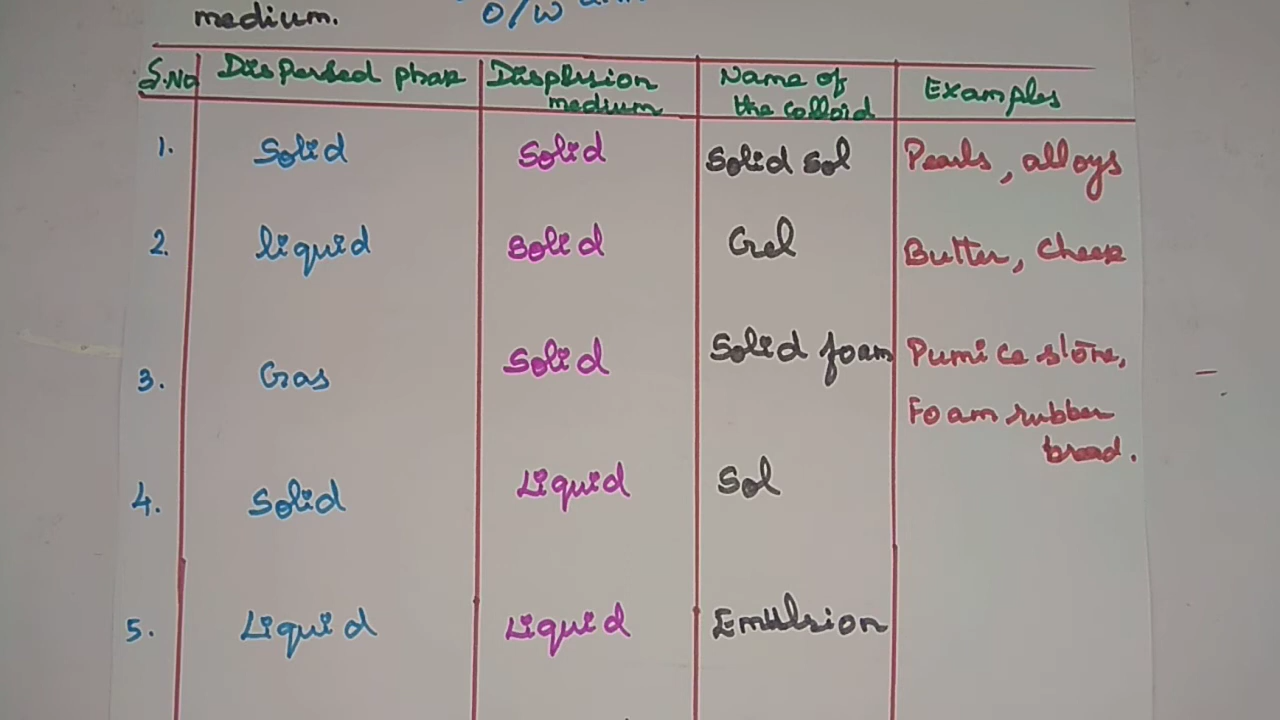 medium. O/W
S.No Dispersed phase Dispersion medium Name of the colloid Examples
1. Solid Solid Solid sol Pearls, alloys
2. liquid Solid Gel Butter, cheese
3. Gas Solid Solid foam Pumice stone,
Foam rubber
bread.
4. Solid Liquid Sol
5. Liquid Liquid Emulsion